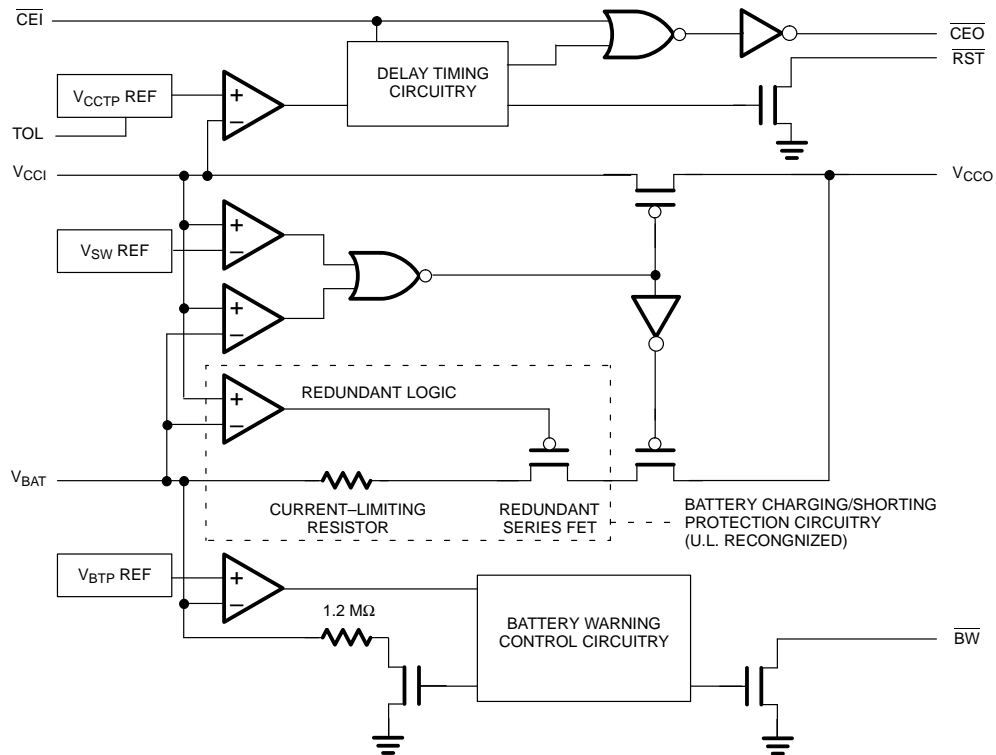 CEI
CEO
DELAY TIMING
CIRCUITRY
RST
VCCTP REF
+
−
TOL
VCCI
VCCO
+
−
VSW REF
+
−
REDUNDANT LOGIC
+
−
VBAT
CURRENT–LIMITING
RESISTOR
REDUNDANT
SERIES FET
BATTERY CHARGING/SHORTING
PROTECTION CIRCUITRY
(U.L. RECONGNIZED)
VBTP REF
+
−
1.2 MΩ
BATTERY WARNING
CONTROL CIRCUITRY
BW